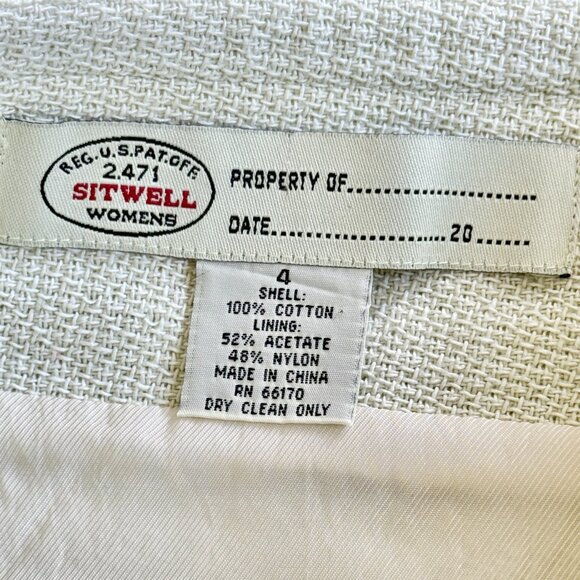 REG. U.S. PAT. OFF.
2.471
SITWELL
WOMENS
PROPERTY OF........................
DATE........................20......
4
SHELL:
100% COTTON
LINING:
52% ACETATE
48% NYLON
MADE IN CHINA
RN 66170
DRY CLEAN ONLY